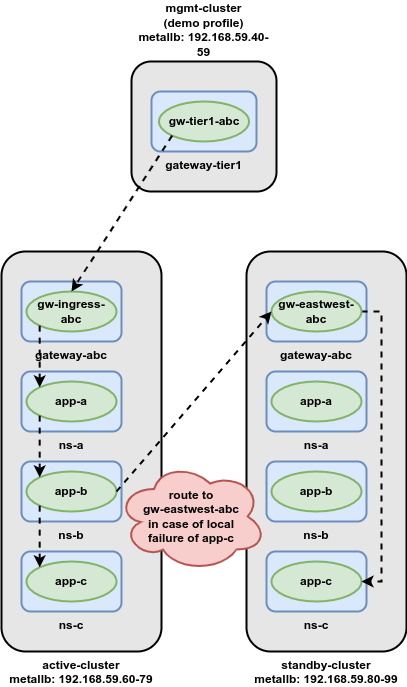 mgmt-cluster
(demo profile)
metallb: 192.168.59.40-
59
gw-tier1-abc
gateway-tier1
gw-ingress-
abc
gateway-abc
app-a
ns-a
app-b
ns-b
app-c
ns-c
active-cluster
metallb: 192.168.59.60-79
route to
gw-eastwest-abc
in case of local
failure of app-c
gw-eastwest-
abc
gateway-abc
app-a
ns-a
app-b
ns-b
app-c
ns-c
standby-cluster
metallb: 192.168.59.80-99